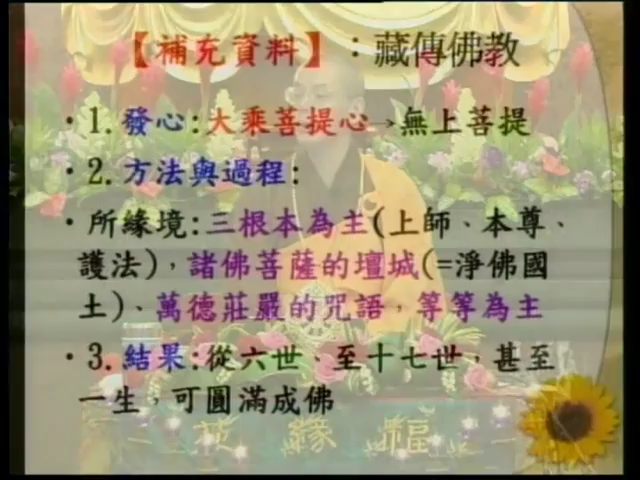 【補充資料】：藏傳佛教
・1.發心:大乘菩提心→無上菩提
・2.方法與過程:
・所緣境:三根本為主(上師、本尊、
護法)，諸佛菩薩的壇城(=淨佛國
土)、萬德莊嚴的咒語，等等為主
・3.結果:從六世、至十七世，甚至
一生，可圓滿成佛
緣 福